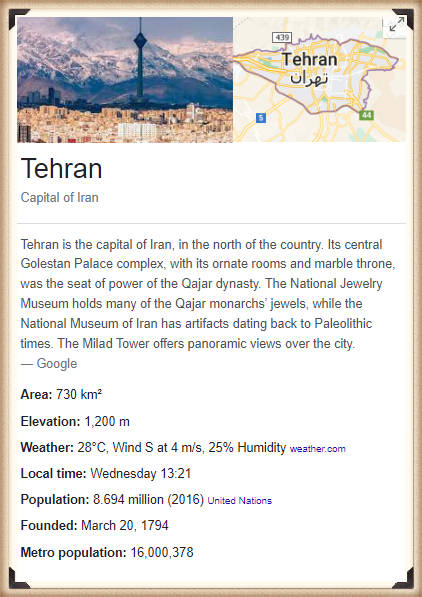 439
Tehran
تهران
5
44
Tehran
Capital of Iran
Tehran is the capital of Iran, in the north of the country. Its central
Golestan Palace complex, with its ornate rooms and marble throne,
was the seat of power of the Qajar dynasty. The National Jewelry
Museum holds many of the Qajar monarchs' jewels, while the
National Museum of Iran has artifacts dating back to Paleolithic
times. The Milad Tower offers panoramic views over the city.
— Google
Area: 730 km²
Elevation: 1,200 m
Weather: 28°C, Wind S at 4 m/s, 25% Humidity weather.com
Local time: Wednesday 13:21
Population: 8.694 million (2016) United Nations
Founded: March 20, 1794
Metro population: 16,000,378